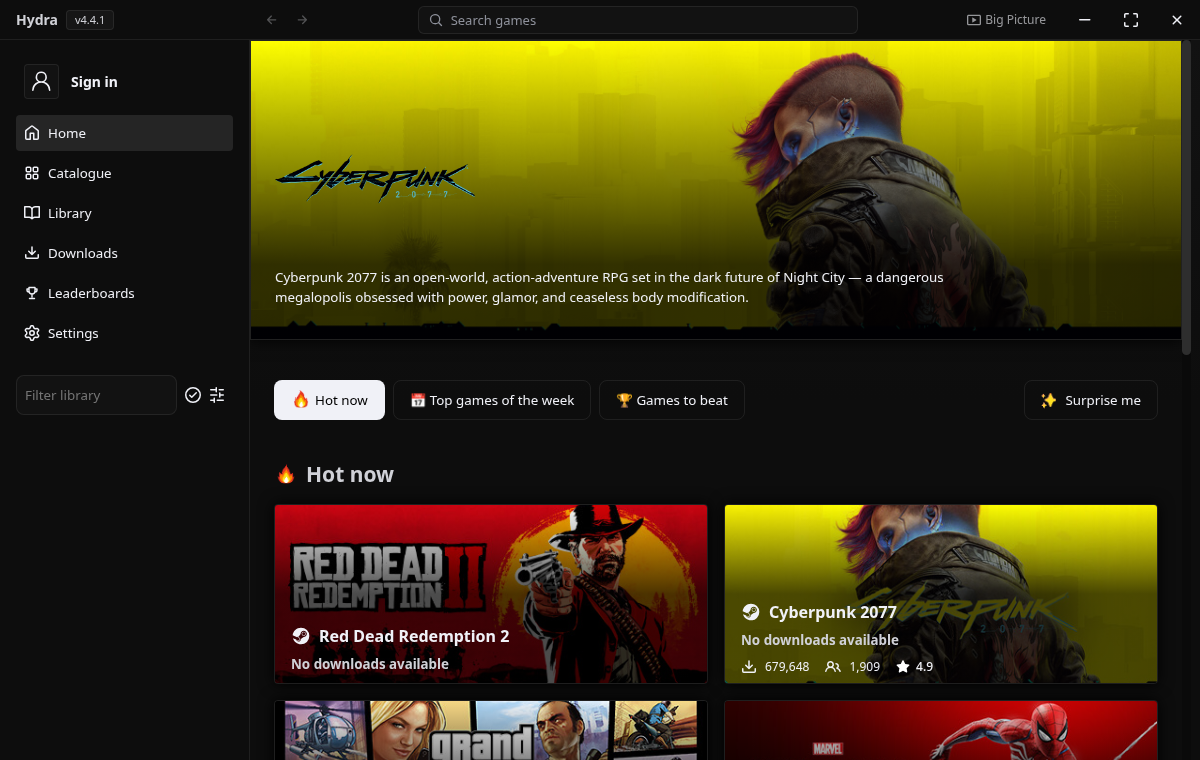 Hydra
v4.4.1
Search games
Big Picture
Sign in
Home
Catalogue
Library
Downloads
Leaderboards
Settings
Filter library
Cyberpunk
2077
Cyberpunk 2077 is an open-world, action-adventure RPG set in the dark future of Night City — a dangerous
megalopolis obsessed with power, glamor, and ceaseless body modification.
Hot now
Top games of the week
Games to beat
Surprise me
Hot now
RED DEAD
REDEMPTION II
Red Dead Redemption 2
No downloads available
Cyberpunk
2077
Cyberpunk 2077
No downloads available
679,648
1,909
4.9
grand
MARVEL